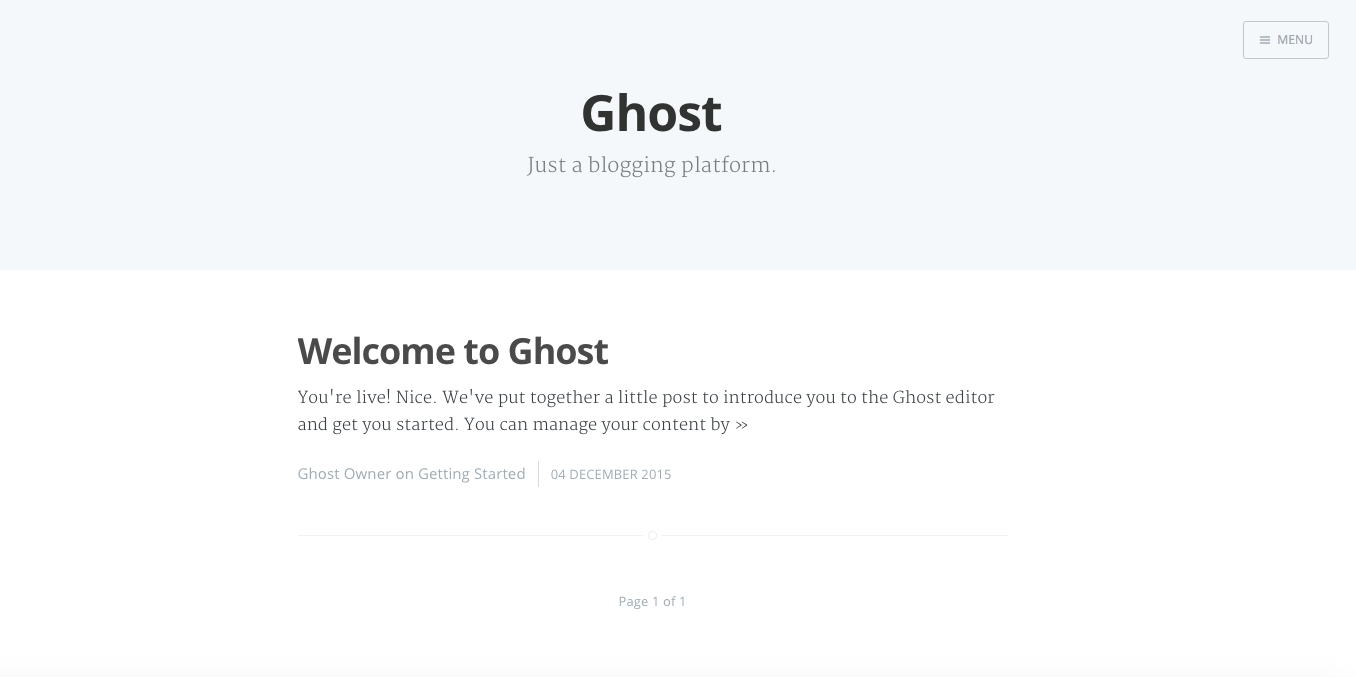 MENU
Ghost
Just a blogging platform.
Welcome to Ghost
You're live! Nice. We've put together a little post to introduce you to the Ghost editor
and get you started. You can manage your content by »
Ghost Owner on Getting Started
04 DECEMBER 2015
Page 1 of 1